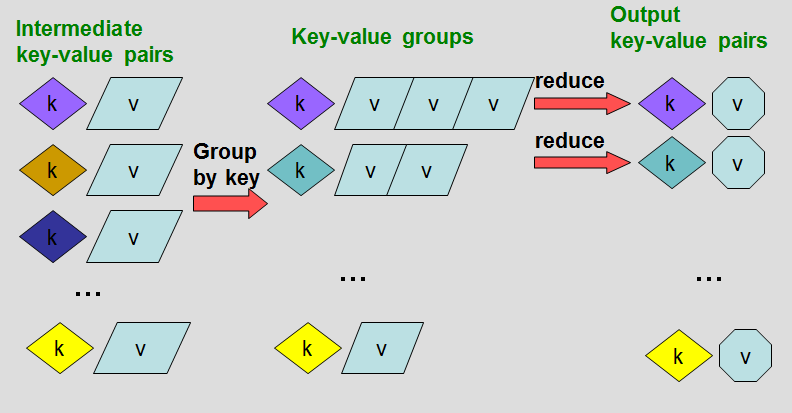 Intermediate
key-value pairs
Key-value groups
Output
key-value pairs
k v
k v v v
reduce
k v
k v
Group
by key
k v v
reduce
k v
k v
...
...
...
k v
k v
k v